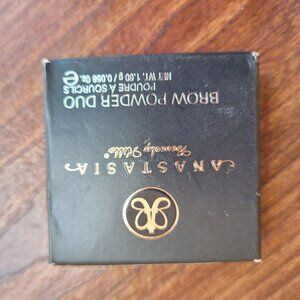 ANASTASIA
Beverly Hills®
BROW POWDER DUO
POUDRE À SOURCILS
NET WT. 1.60 g / 0.056 Oz. ℮